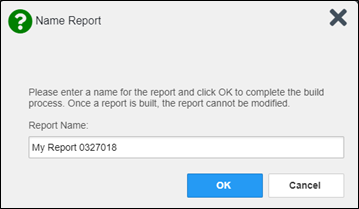 Name Report
Please enter a name for the report and click OK to complete the build
process. Once a report is built, the report cannot be modified.
Report Name:
My Report 0327018
OK
Cancel